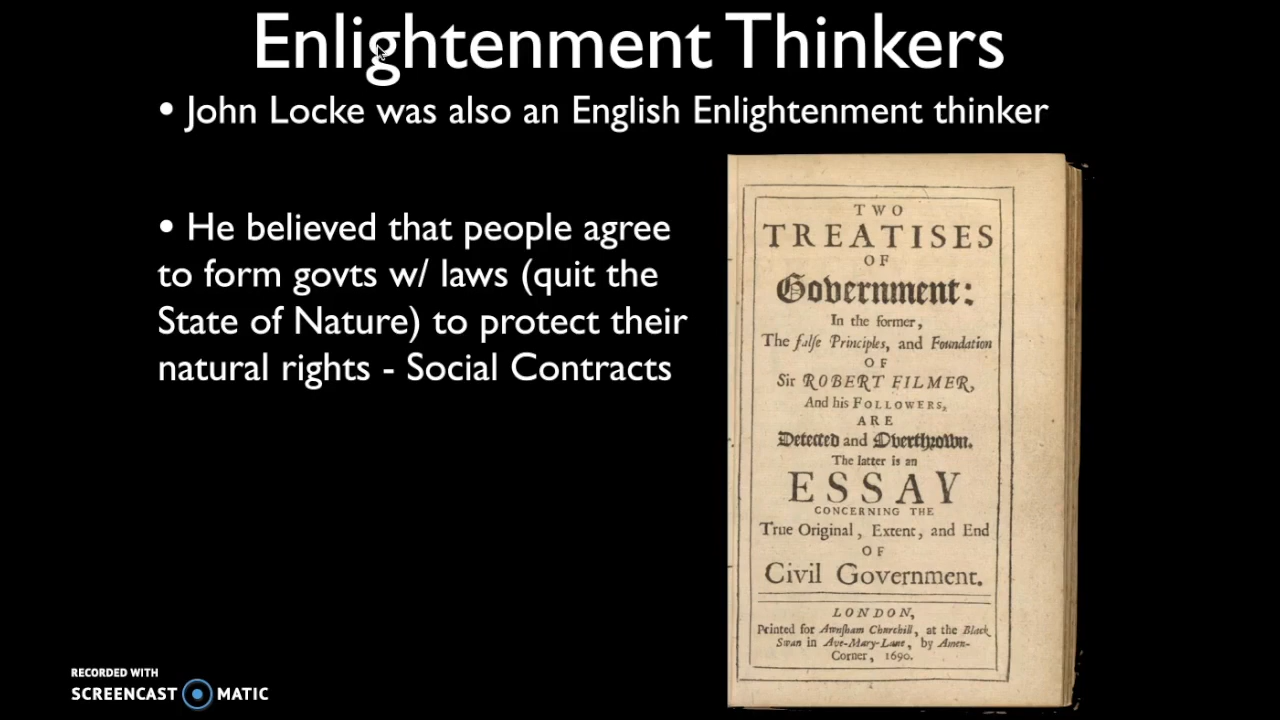 Enlightenment Thinkers
• John Locke was also an English Enlightenment thinker
• He believed that people agree
to form govts w/ laws (quit the
State of Nature) to protect their
natural rights - Social Contracts
TWO
TREATISES
OF
Government:
In the former,
The false Principles, and Foundation
OF
Sir ROBERT FILMER,
And his FOLLOWERS,
ARE
Detected and Overthrown.
The latter is an
ESSAY
CONCERNING THE
True Original, Extent, and End
OF
Civil Government.
LONDON,
Printed for Awnsham Churchill, at the Black
Swan in Ave-Mary-Lane, by Amen-
Corner, 1690.
RECORDED WITH
SCREENCAST MATIC